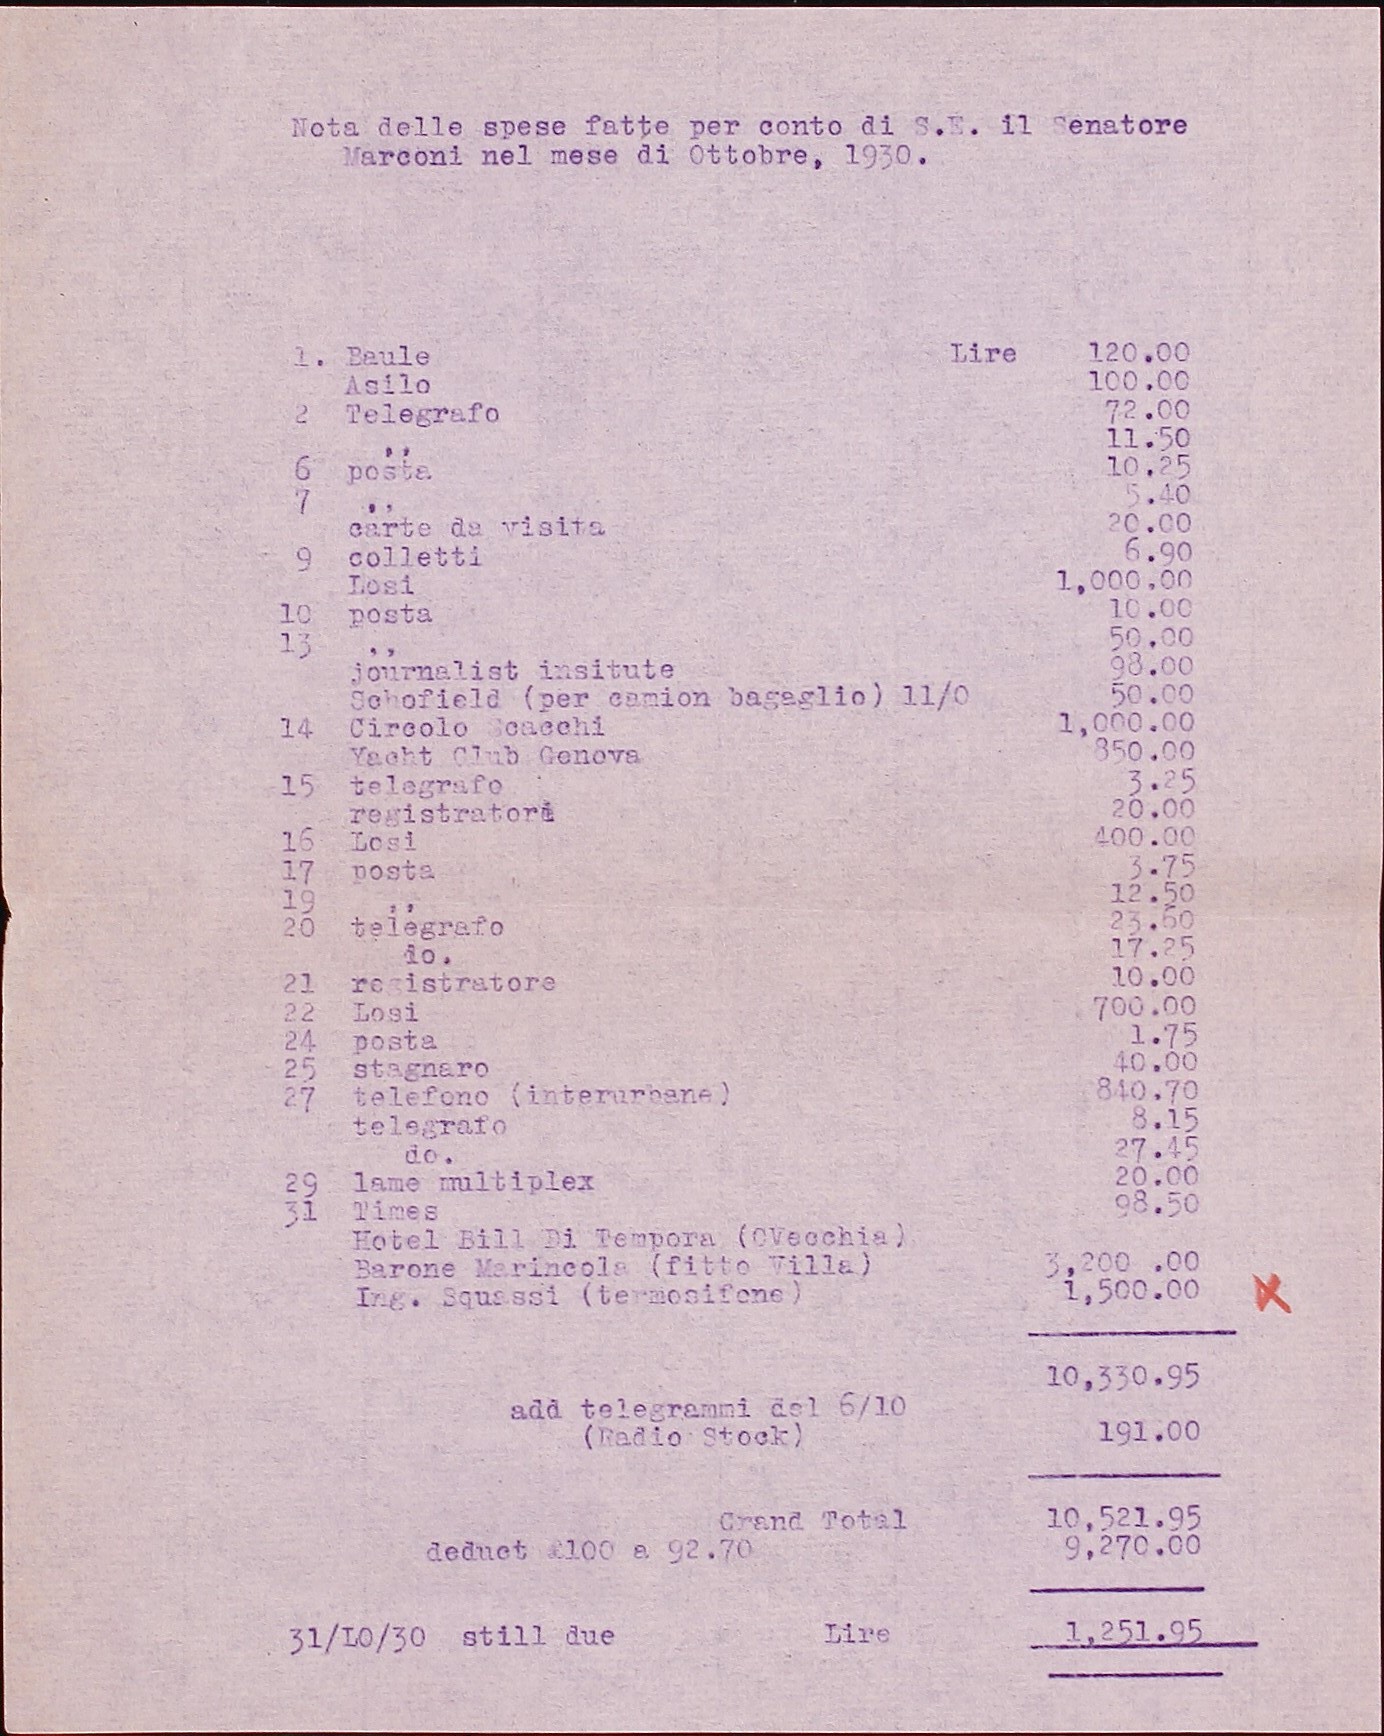 Nota delle spese fatte per conto di S.E. il Senatore
Marconi nel mese di Ottobre, 1930.
1. Baule Lire 120.00
Asilo 100.00
2 Telegrafo 72.00
,, 11.50
6 posta 10.25
7 ,, 5.40
carte da visita 20.00
9 colletti 6.90
Losi 1,000.00
10 posta 10.00
13 ,, 50.00
journalist insitute 98.00
Schofield (per camion bagaglio) 11/0 50.00
14 Circolo Scacchi 1,000.00
Yacht Club Genova 850.00
15 telegrafo 3.25
registratore 20.00
16 Losi 400.00
17 posta 3.75
19 ,, 12.50
20 telegrafo 23.60
do. 17.25
21 registratore 10.00
22 Losi 700.00
24 posta 1.75
25 stagnaro 40.00
27 telefono (interurbane) 840.70
telegrafo 8.15
do. 27.45
29 lame multiplex 20.00
31 Times 98.50
Hotel Bill Di Tempora (CVecchia)
Barone Marincola (fitto Villa) 3,200 .00
Ing. Squassi (termosifone) 1,500.00 X
10,330.95
add telegrammi del 6/10
(Radio Stock) 191.00
Grand Total 10,521.95
deduct £100 a 92.70 9,270.00
31/10/30 still due Lire 1,251.95